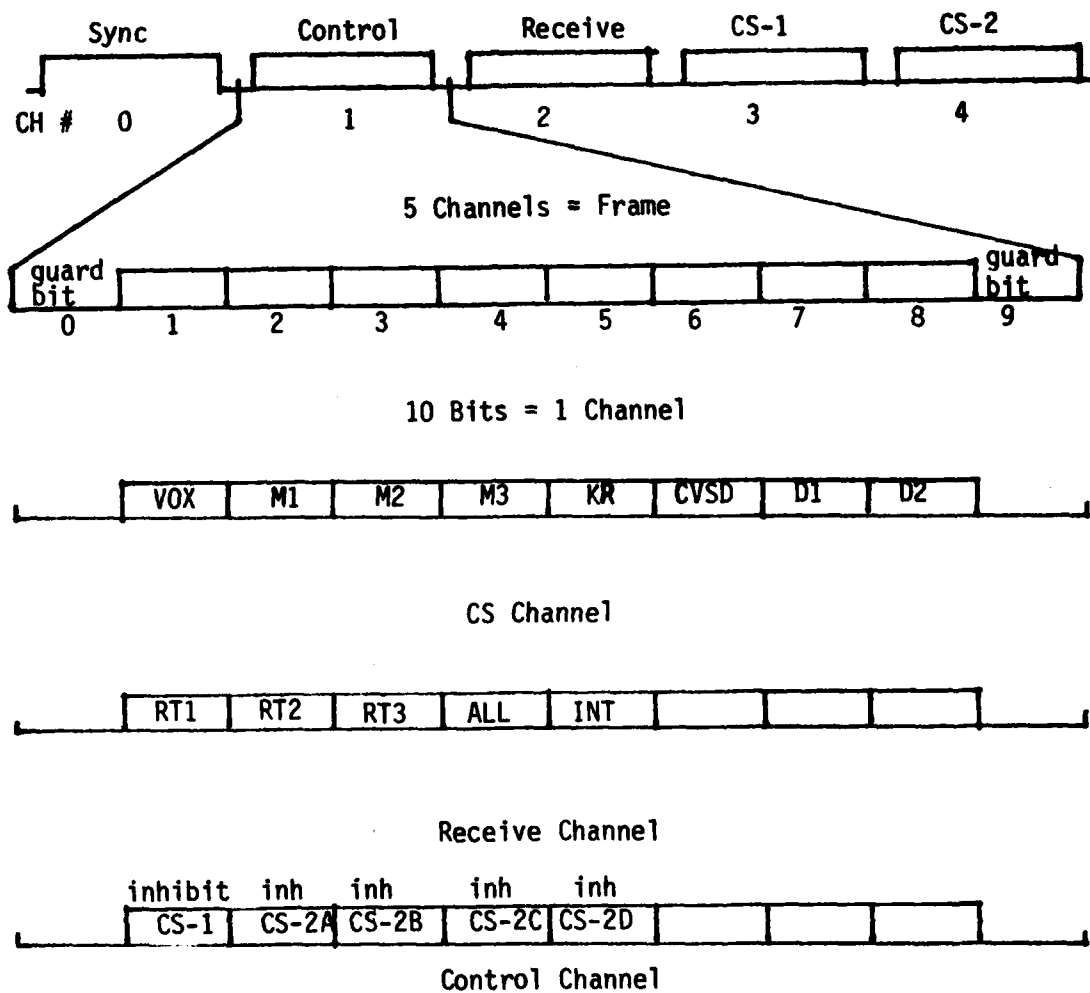 Sync Control Receive CS-1 CS-2
CH # 0 1 2 3 4
5 Channels = Frame
guard bit guard bit
0 1 2 3 4 5 6 7 8 9
10 Bits = 1 Channel
VOX M1 M2 M3 KR CVSD D1 D2
CS Channel
RT1 RT2 RT3 ALL INT
Receive Channel
inhibit inh inh inh inh
CS-1 CS-2A CS-2B CS-2C CS-2D
Control Channel